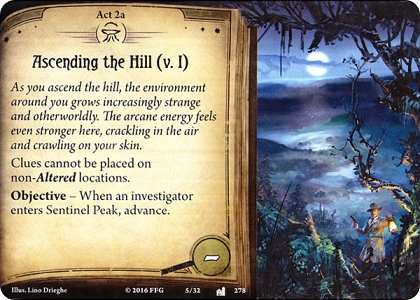 Act 2a
Ascending the Hill (v. I)
As you ascend the hill, the environment
around you grows increasingly strange
and otherworldly. The arcane energy feels
even stronger here, crackling in the air
and crawling on your skin.
Clues cannot be placed on
non-Altered locations.
Objective – When an investigator
enters Sentinel Peak, advance.
–
Illus. Lino Drieghe
© 2016 FFG
5/32
278